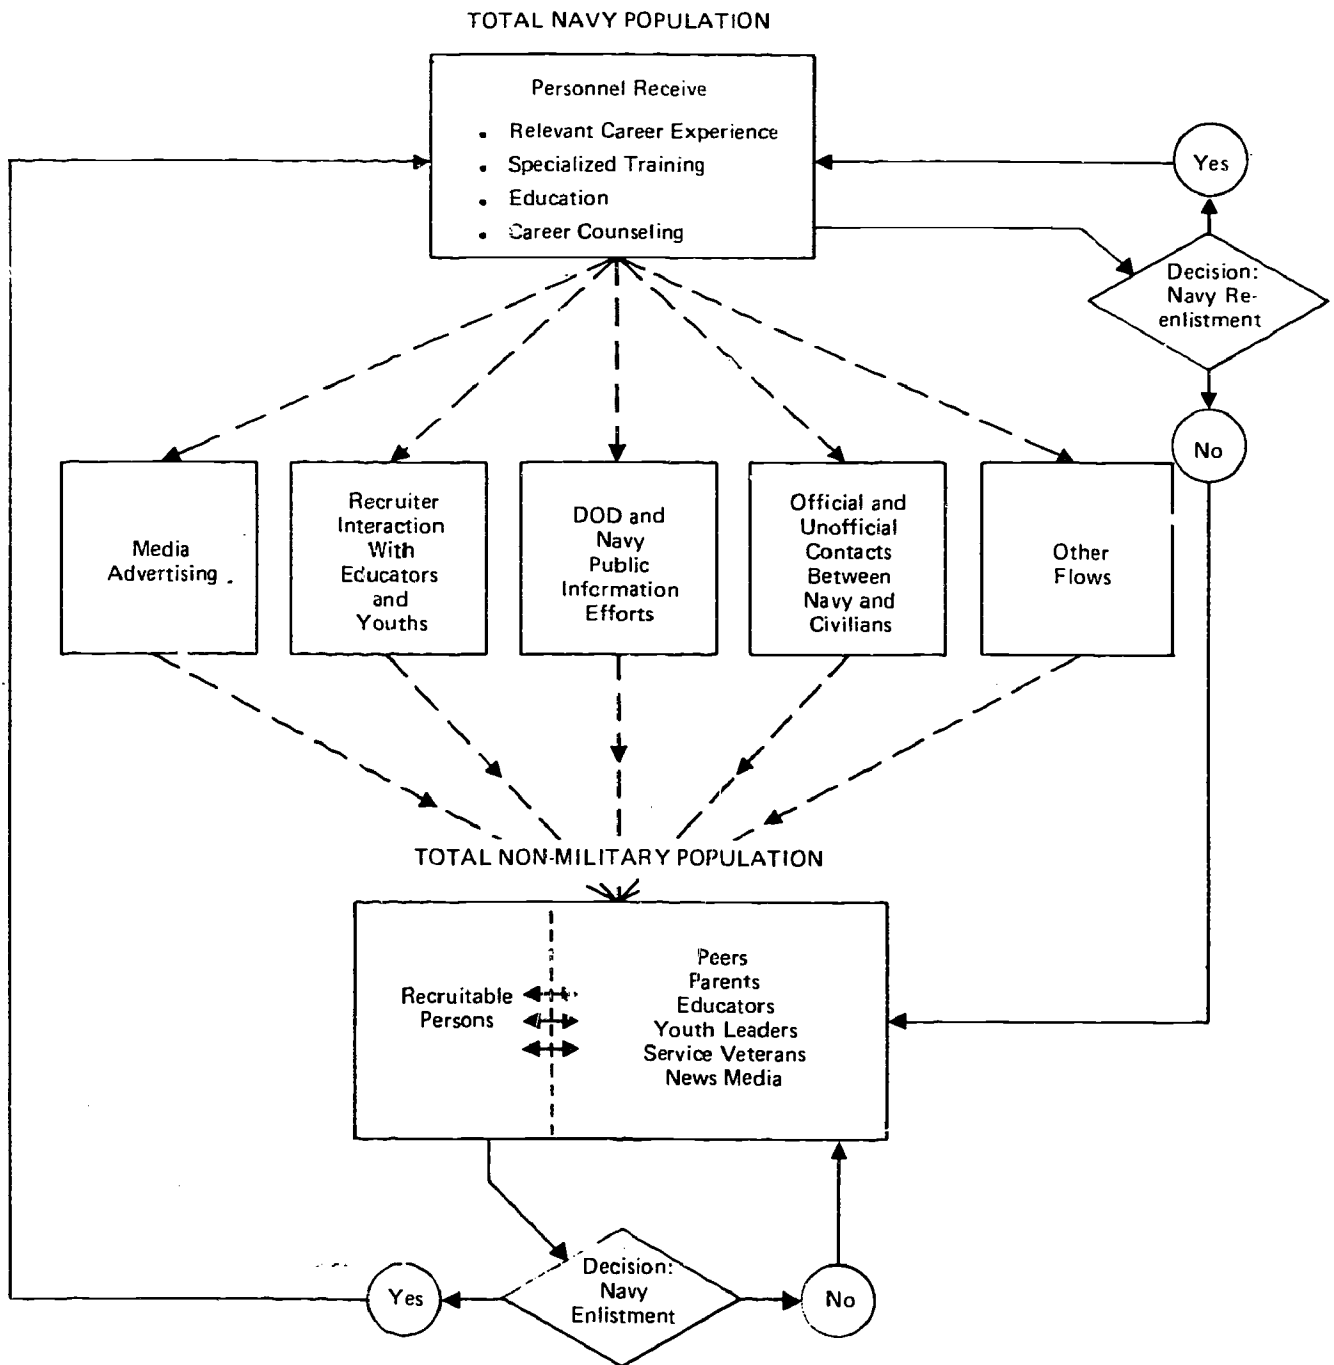 TOTAL NAVY POPULATION
Personnel Receive
• Relevant Career Experience
• Specialized Training
• Education
• Career Counseling
Yes
Decision:
Navy Re-
enlistment
No
Media
Advertising
Recruiter
Interaction
With
Educators
and
Youths
DOD and
Navy
Public
Information
Efforts
Official and
Unofficial
Contacts
Between
Navy and
Civilians
Other
Flows
TOTAL NON-MILITARY POPULATION
Recruitable
Persons
Peers
Parents
Educators
Youth Leaders
Service Veterans
News Media
Decision:
Navy
Enlistment
Yes
No